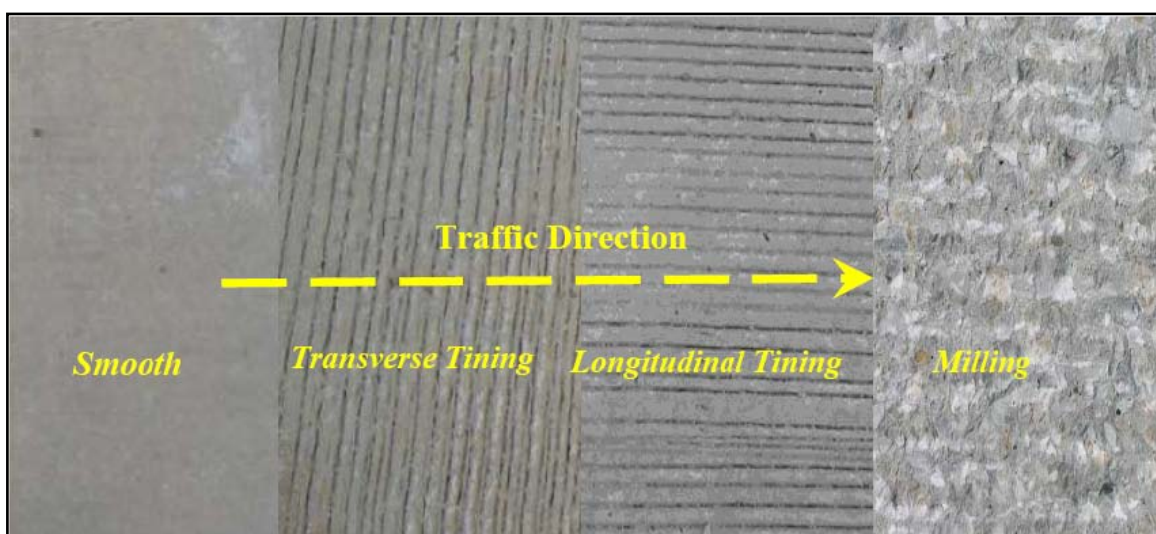 Traffic Direction
Smooth
Transverse Tining
Longitudinal Tining
Milling